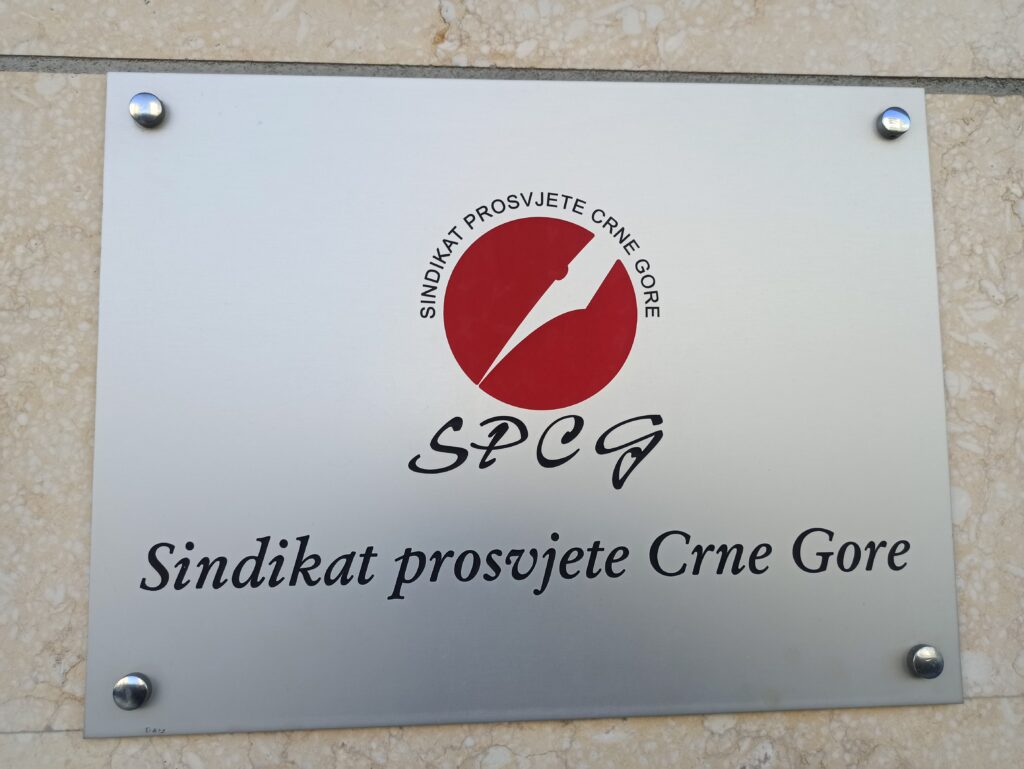 SINDIKAT PROSVJETE CRNE GORE
SPCG
Sindikat prosvjete Crne Gore